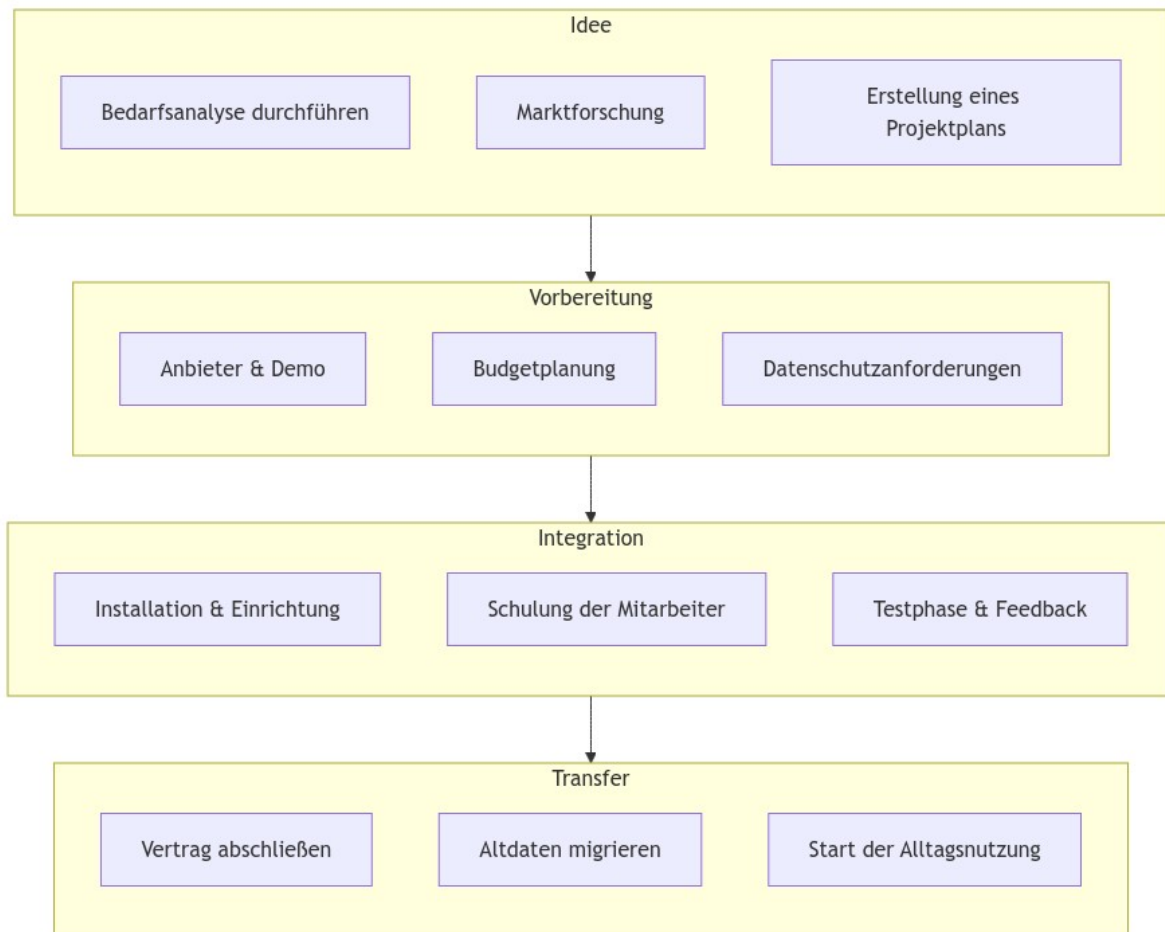 Idee
Bedarfsanalyse durchführen
Marktforschung
Erstellung eines
Projektplans
Vorbereitung
Anbieter & Demo
Budgetplanung
Datenschutzanforderungen
Integration
Installation & Einrichtung
Schulung der Mitarbeiter
Testphase & Feedback
Transfer
Vertrag abschließen
Altdaten migrieren
Start der Alltagsnutzung